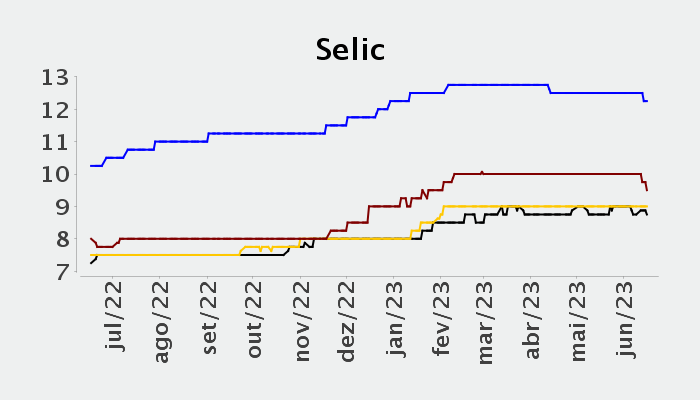 Selic
13
12
11
10
9
8
7
jul/22
ago/22
set/22
out/22
nov/22
dez/22
jan/23
fev/23
mar/23
abr/23
mai/23
jun/23